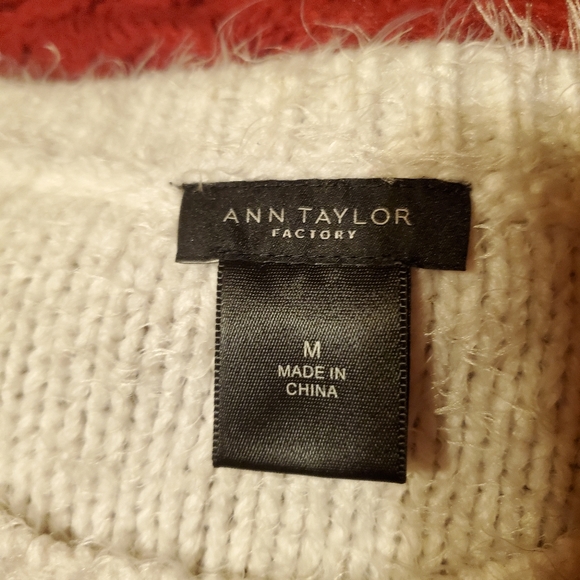 ANN TAYLOR
FACTORY
M
MADE IN
CHINA